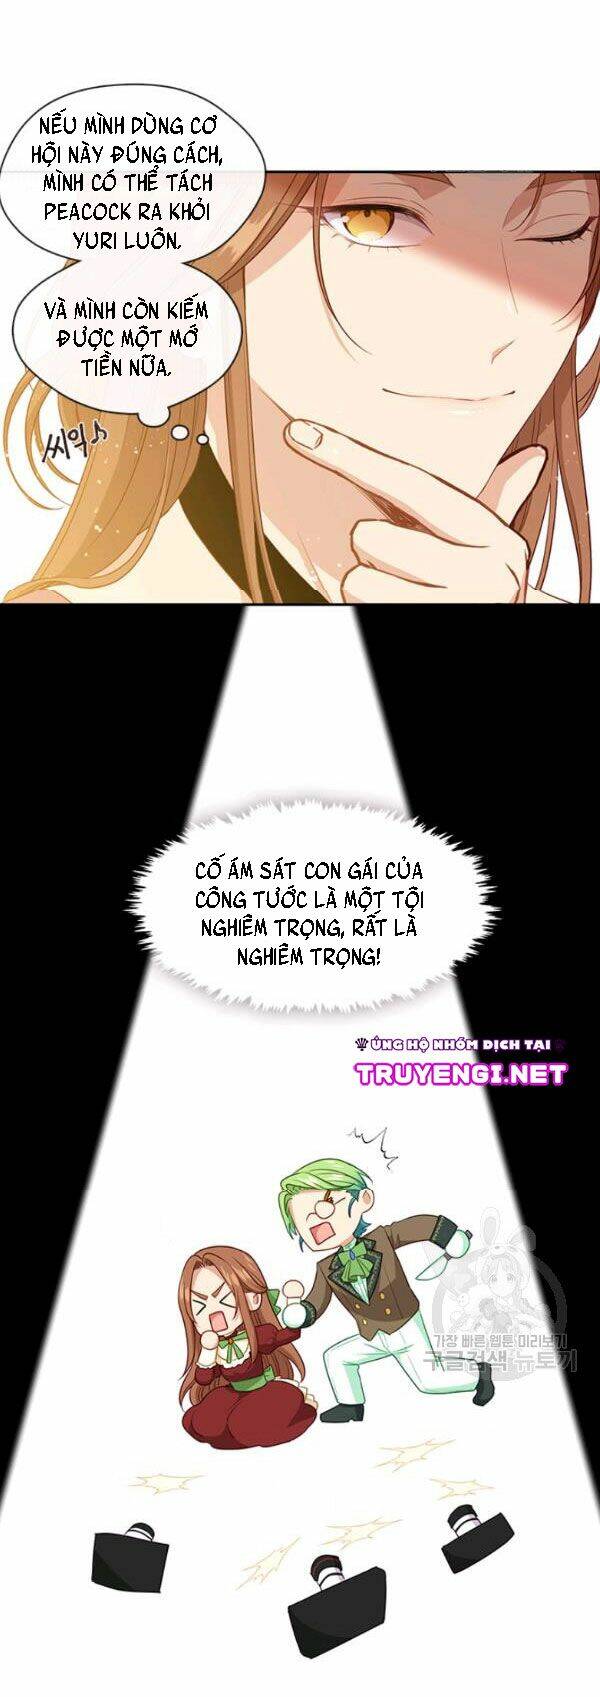 NẾU MÌNH DÙNG CƠ
HỘI NÀY ĐÚNG CÁCH,
MÌNH CÓ THỂ TÁCH
PEACOCK RA KHỎI
YURI LUÔN.
VÀ MÌNH CÒN KIẾM
ĐƯỢC MỘT MỚ
TIỀN NỮA.
씨익♪
CỐ ÁM SÁT CON GÁI CỦA
CÔNG TƯỚC LÀ MỘT TỘI
NGHIÊM TRỌNG, RẤT LÀ
NGHIÊM TRỌNG!
ỦNG HỘ NHÓM DỊCH TẠI
TRUYENGI.NET
가장 빠른 웹툰 미리보기
구글검색 뉴토끼